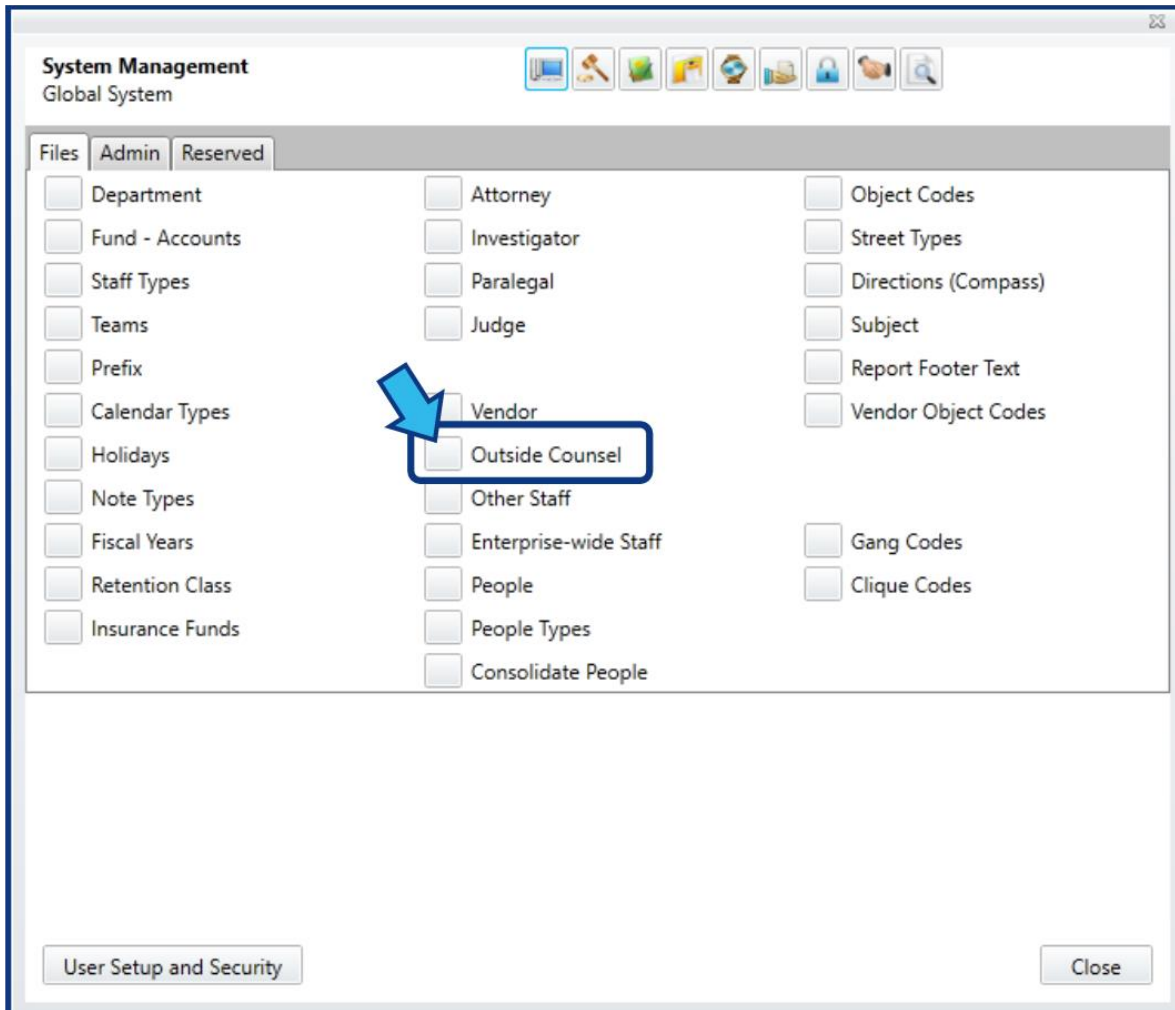 System Management
Global System
Files Admin Reserved
Department
Fund - Accounts
Staff Types
Teams
Prefix
Calendar Types
Holidays
Note Types
Fiscal Years
Retention Class
Insurance Funds
Attorney
Investigator
Paralegal
Judge
Vendor
Outside Counsel
Other Staff
Enterprise-wide Staff
People
People Types
Consolidate People
Object Codes
Street Types
Directions (Compass)
Subject
Report Footer Text
Vendor Object Codes
Gang Codes
Clique Codes
User Setup and Security
Close